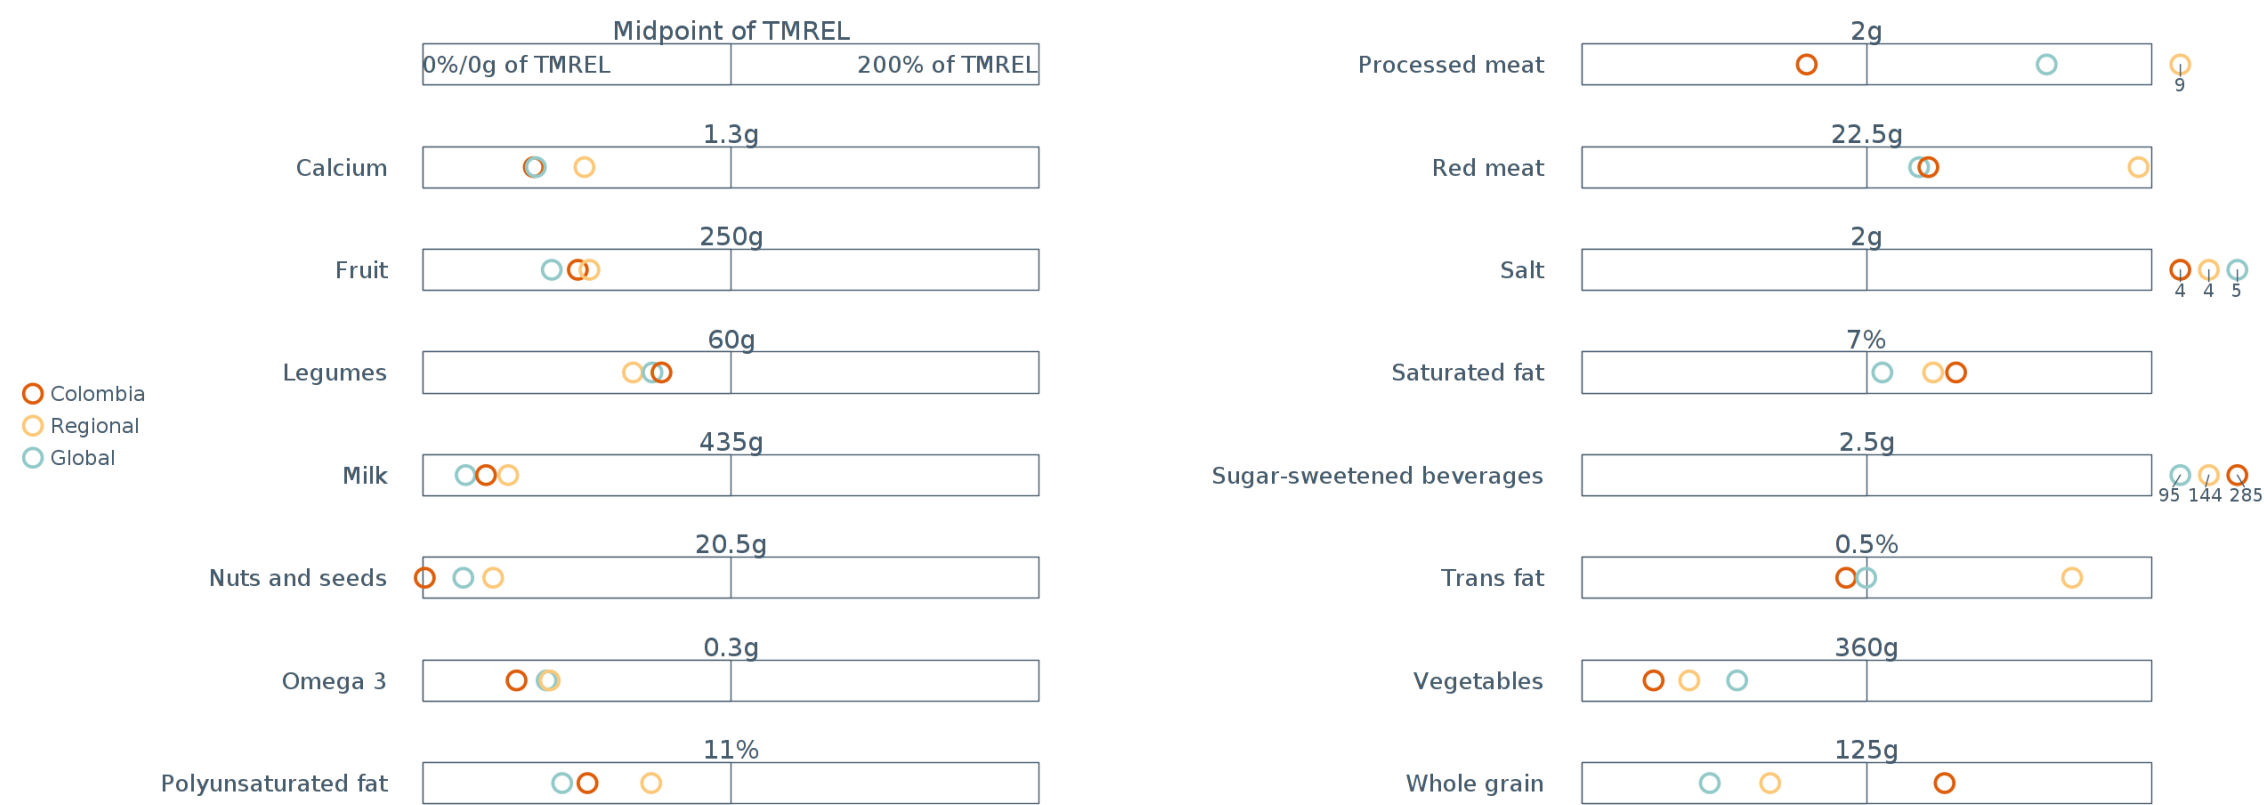 Midpoint of TMREL
0%/0g of TMREL
200% of TMREL
Calcium
1.3g
Fruit
250g
Legumes
60g
Milk
435g
Nuts and seeds
20.5g
Omega 3
0.3g
Polyunsaturated fat
11%
Colombia
Regional
Global
Processed meat
2g
9
Red meat
22.5g
Salt
2g
4 4 5
Saturated fat
7%
Sugar-sweetened beverages
2.5g
95 144 285
Trans fat
0.5%
Vegetables
360g
Whole grain
125g